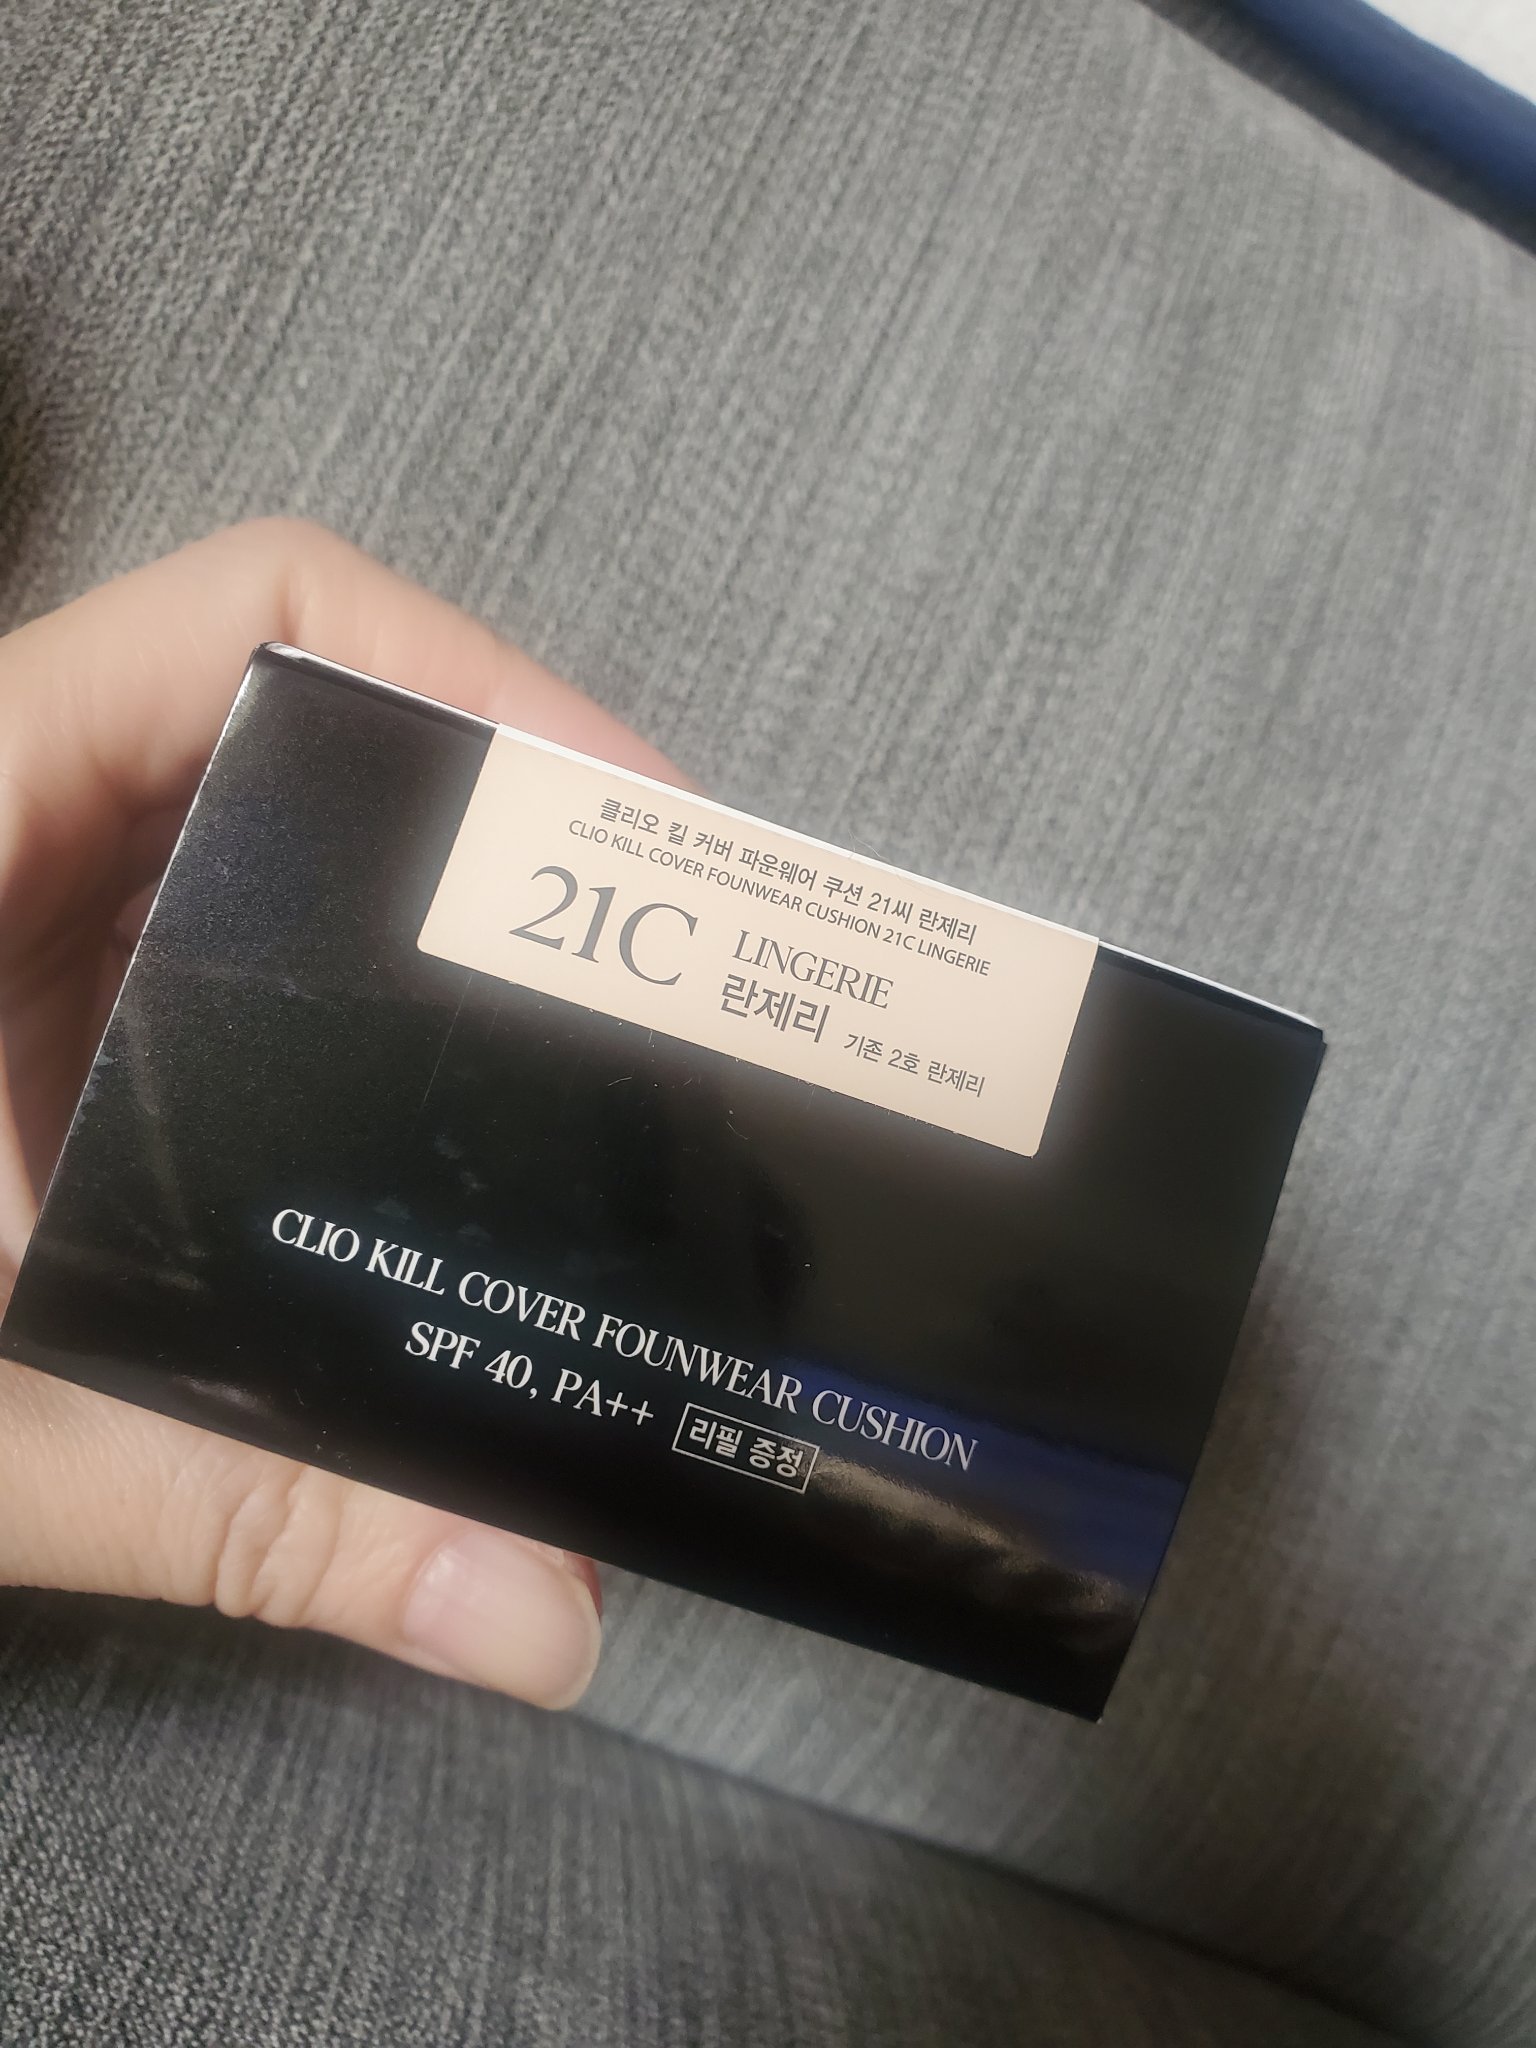 클리오 킬 커버 파운웨어 쿠션 21씨 란제리
CLIO KILL COVER FOUNWEAR CUSHION 21C LINGERIE
21C LINGERIE
란제리 기존 2호 란제리
CLIO KILL COVER FOUNWEAR CUSHION
SPF 40, PA++ 리필 증정